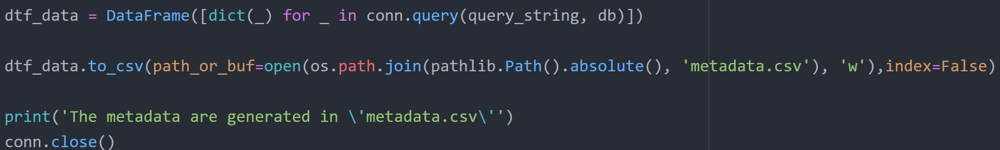 dtf_data = DataFrame([dict(_) for _ in conn.query(query_string, db)])
dtf_data.to_csv(path_or_buf=open(os.path.join(pathlib.Path().absolute(), 'metadata.csv'), 'w'),index=False)
print('The metadata are generated in \'metadata.csv\'')
conn.close()